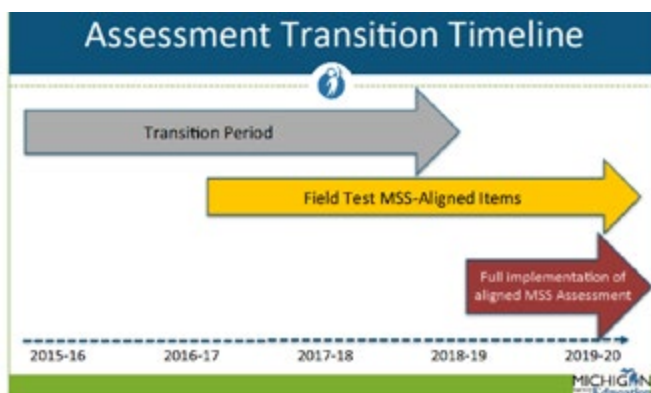 Assessment Transition Timeline
Transition Period
Field Test MSS-Aligned Items
Full implementation of
aligned MSS Assessment
2015-16 2016-17 2017-18 2018-19 2019-20
MICHIGAN
Education